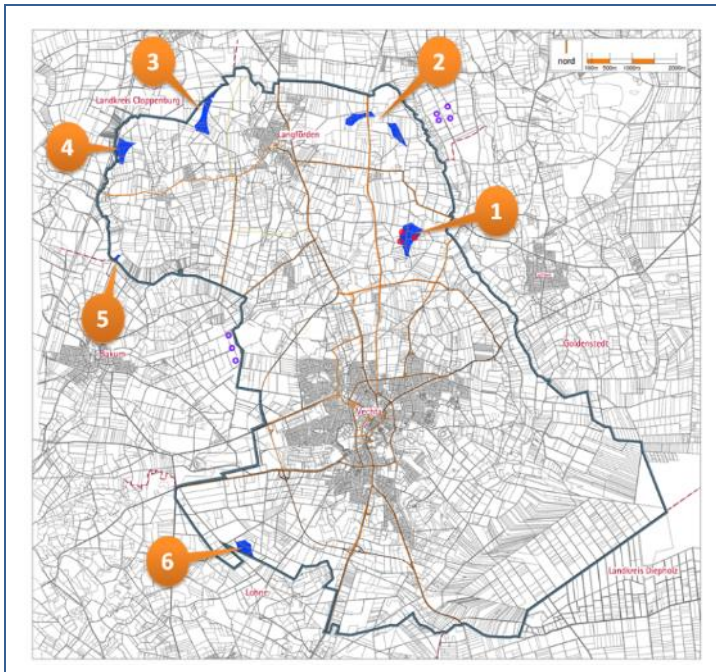 nord
2
3
Landkreis Cloppenburg
Langförden
4
1
5
Goldenstedt
Bakum
Vechta
6
Lohne
Landkreis Diepholz